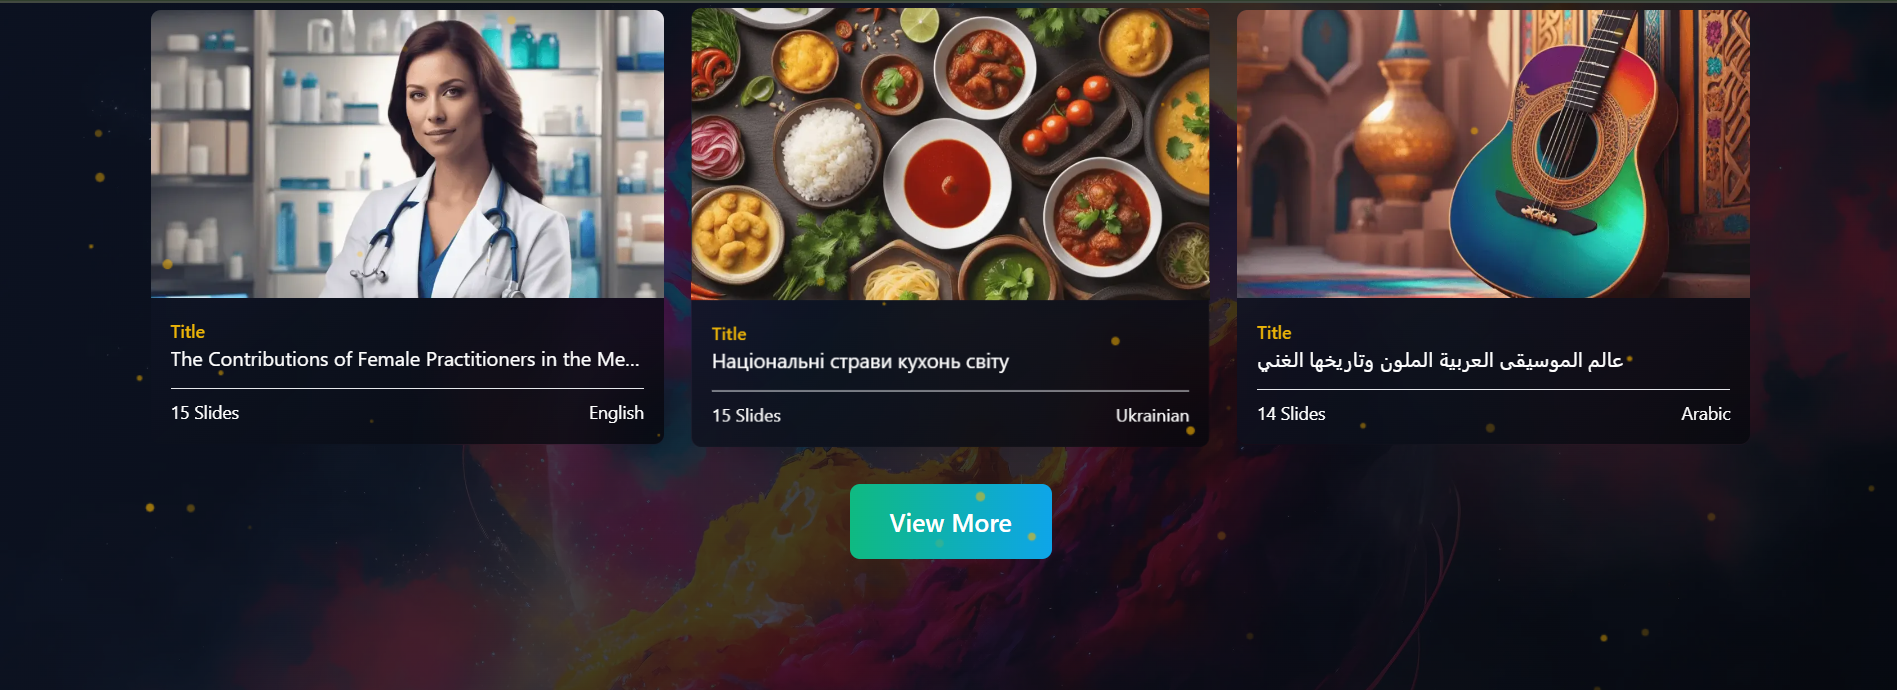 Title
The Contributions of Female Practitioners in the Me...
15 Slides
English
Title
Національні страви кухонь світу
15 Slides
Ukrainian
Title
عالم الموسيقى العربية الملون وتاريخها الغني
14 Slides
Arabic
View More